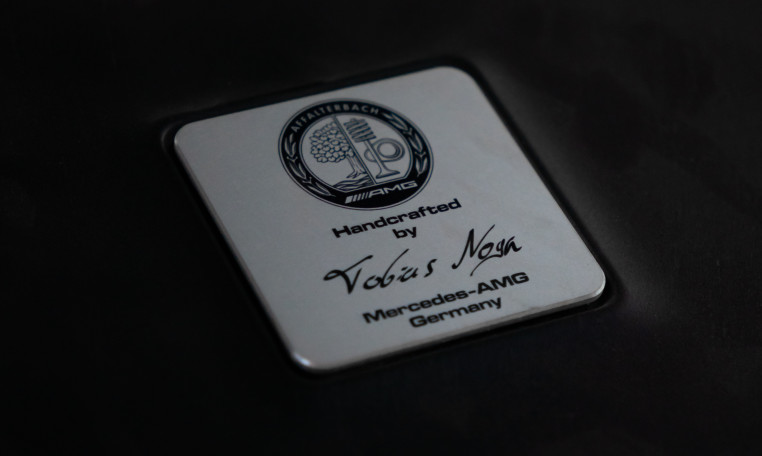 AFFALTERBACH
AMG
Handcrafted
by
Tobias Noga
Mercedes-AMG
Germany